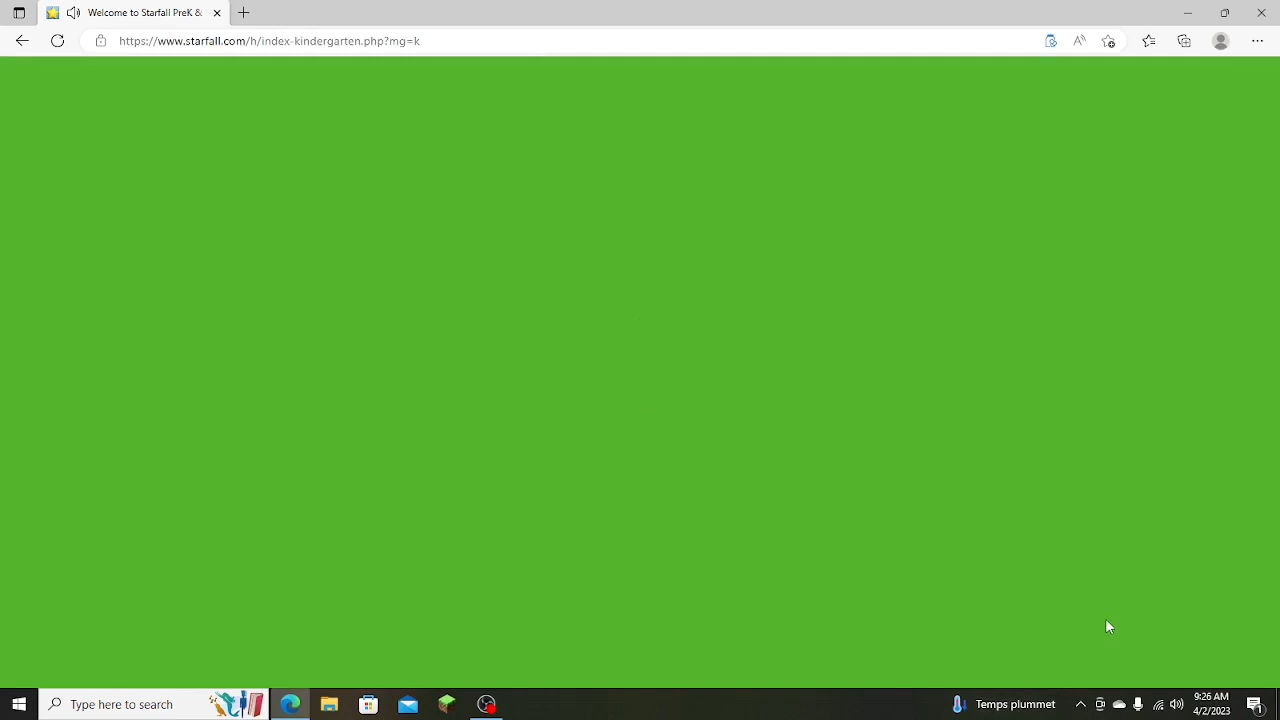 Welcome to Starfall PreK &
https://www.starfall.com/h/index-kindergarten.php?mg=k
Type here to search
Temps plummet
9:26 AM
4/2/2023
1